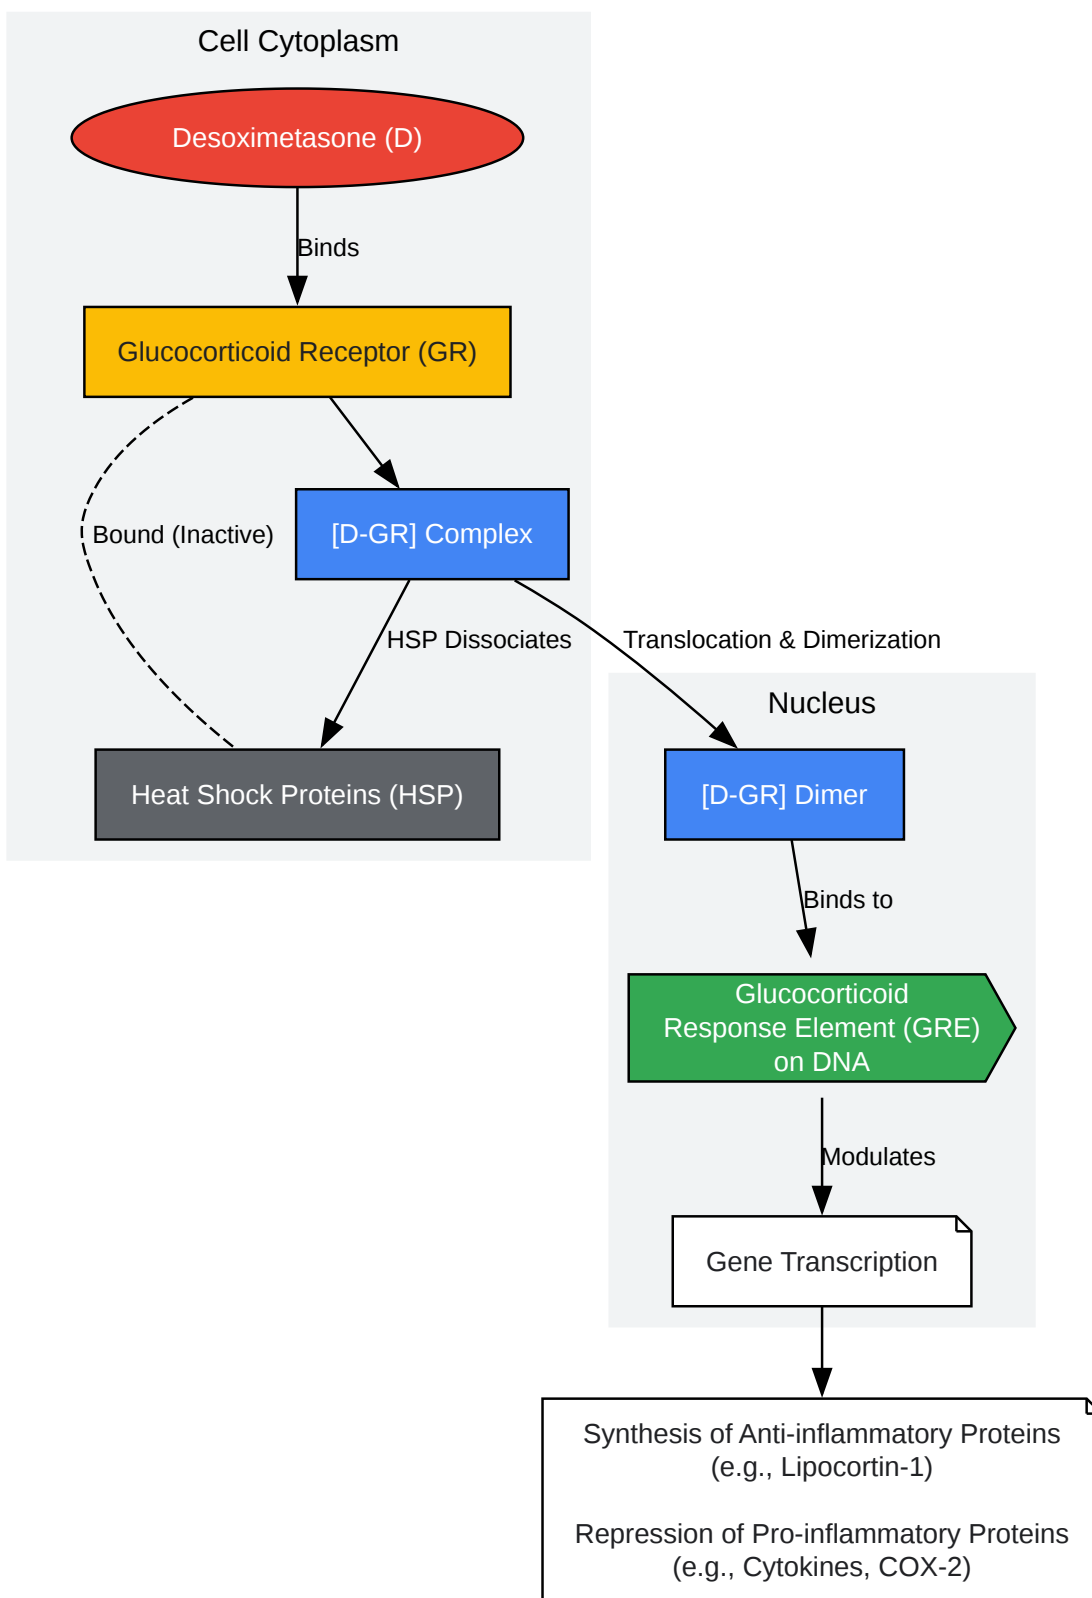 Cell Cytoplasm
Desoximetasone (D)
Binds
Glucocorticoid Receptor (GR)
Bound (Inactive)
[D-GR] Complex
HSP Dissociates
Translocation & Dimerization
Heat Shock Proteins (HSP)
Nucleus
[D-GR] Dimer
Binds to
Glucocorticoid
Response Element (GRE)
on DNA
Modulates
Gene Transcription
Synthesis of Anti-inflammatory Proteins
(e.g., Lipocortin-1)
Repression of Pro-inflammatory Proteins
(e.g., Cytokines, COX-2)